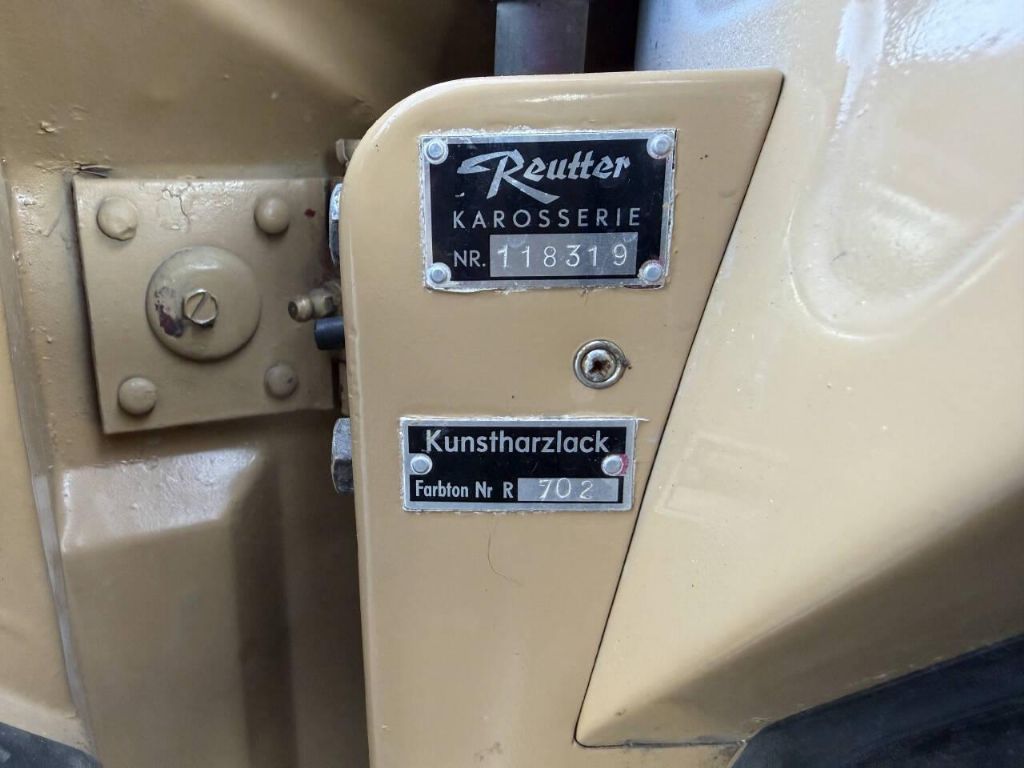 Reutter
KAROSSERIE
NR. 118319
Kunstharzlack
Farbton Nr R 702